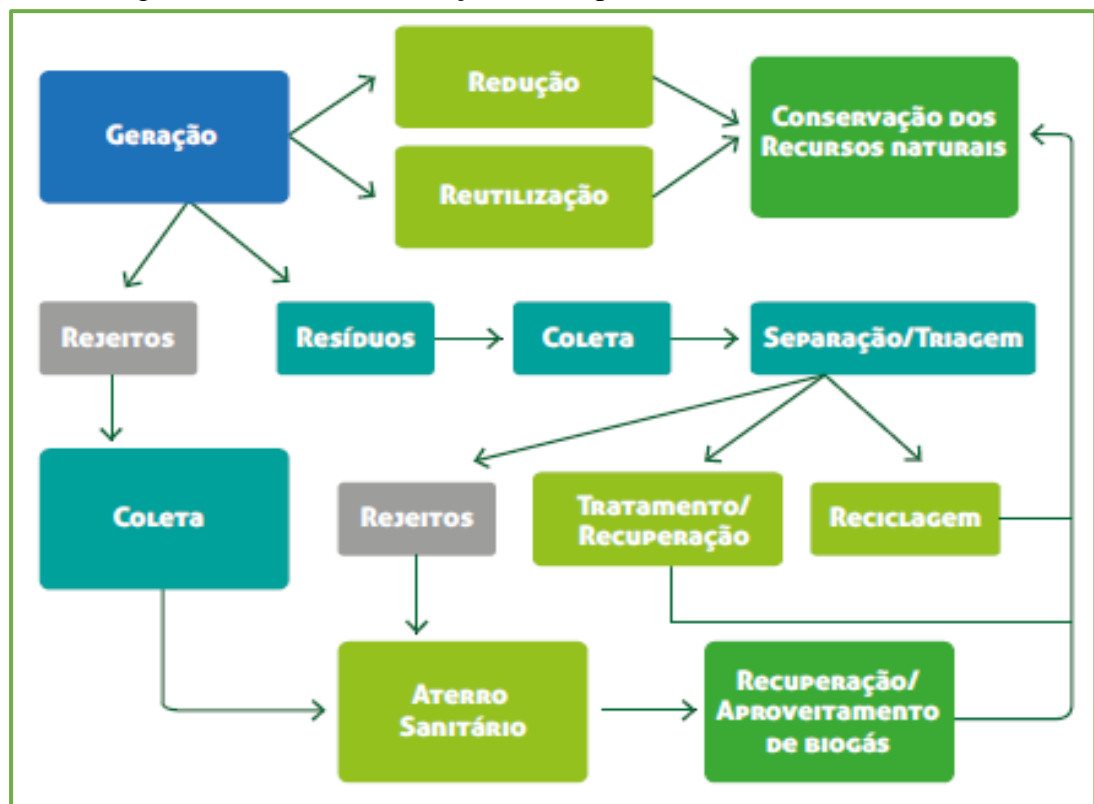 Redução
Geração
Conservação dos
Recursos naturais
Reutilização
Rejeitos
Resíduos
Coleta
Separação/Triagem
Coleta
Rejeitos
Tratamento/
Recuperação
Reciclagem
Aterro
Sanitário
Recuperação/
Aproveitamento
de biogás